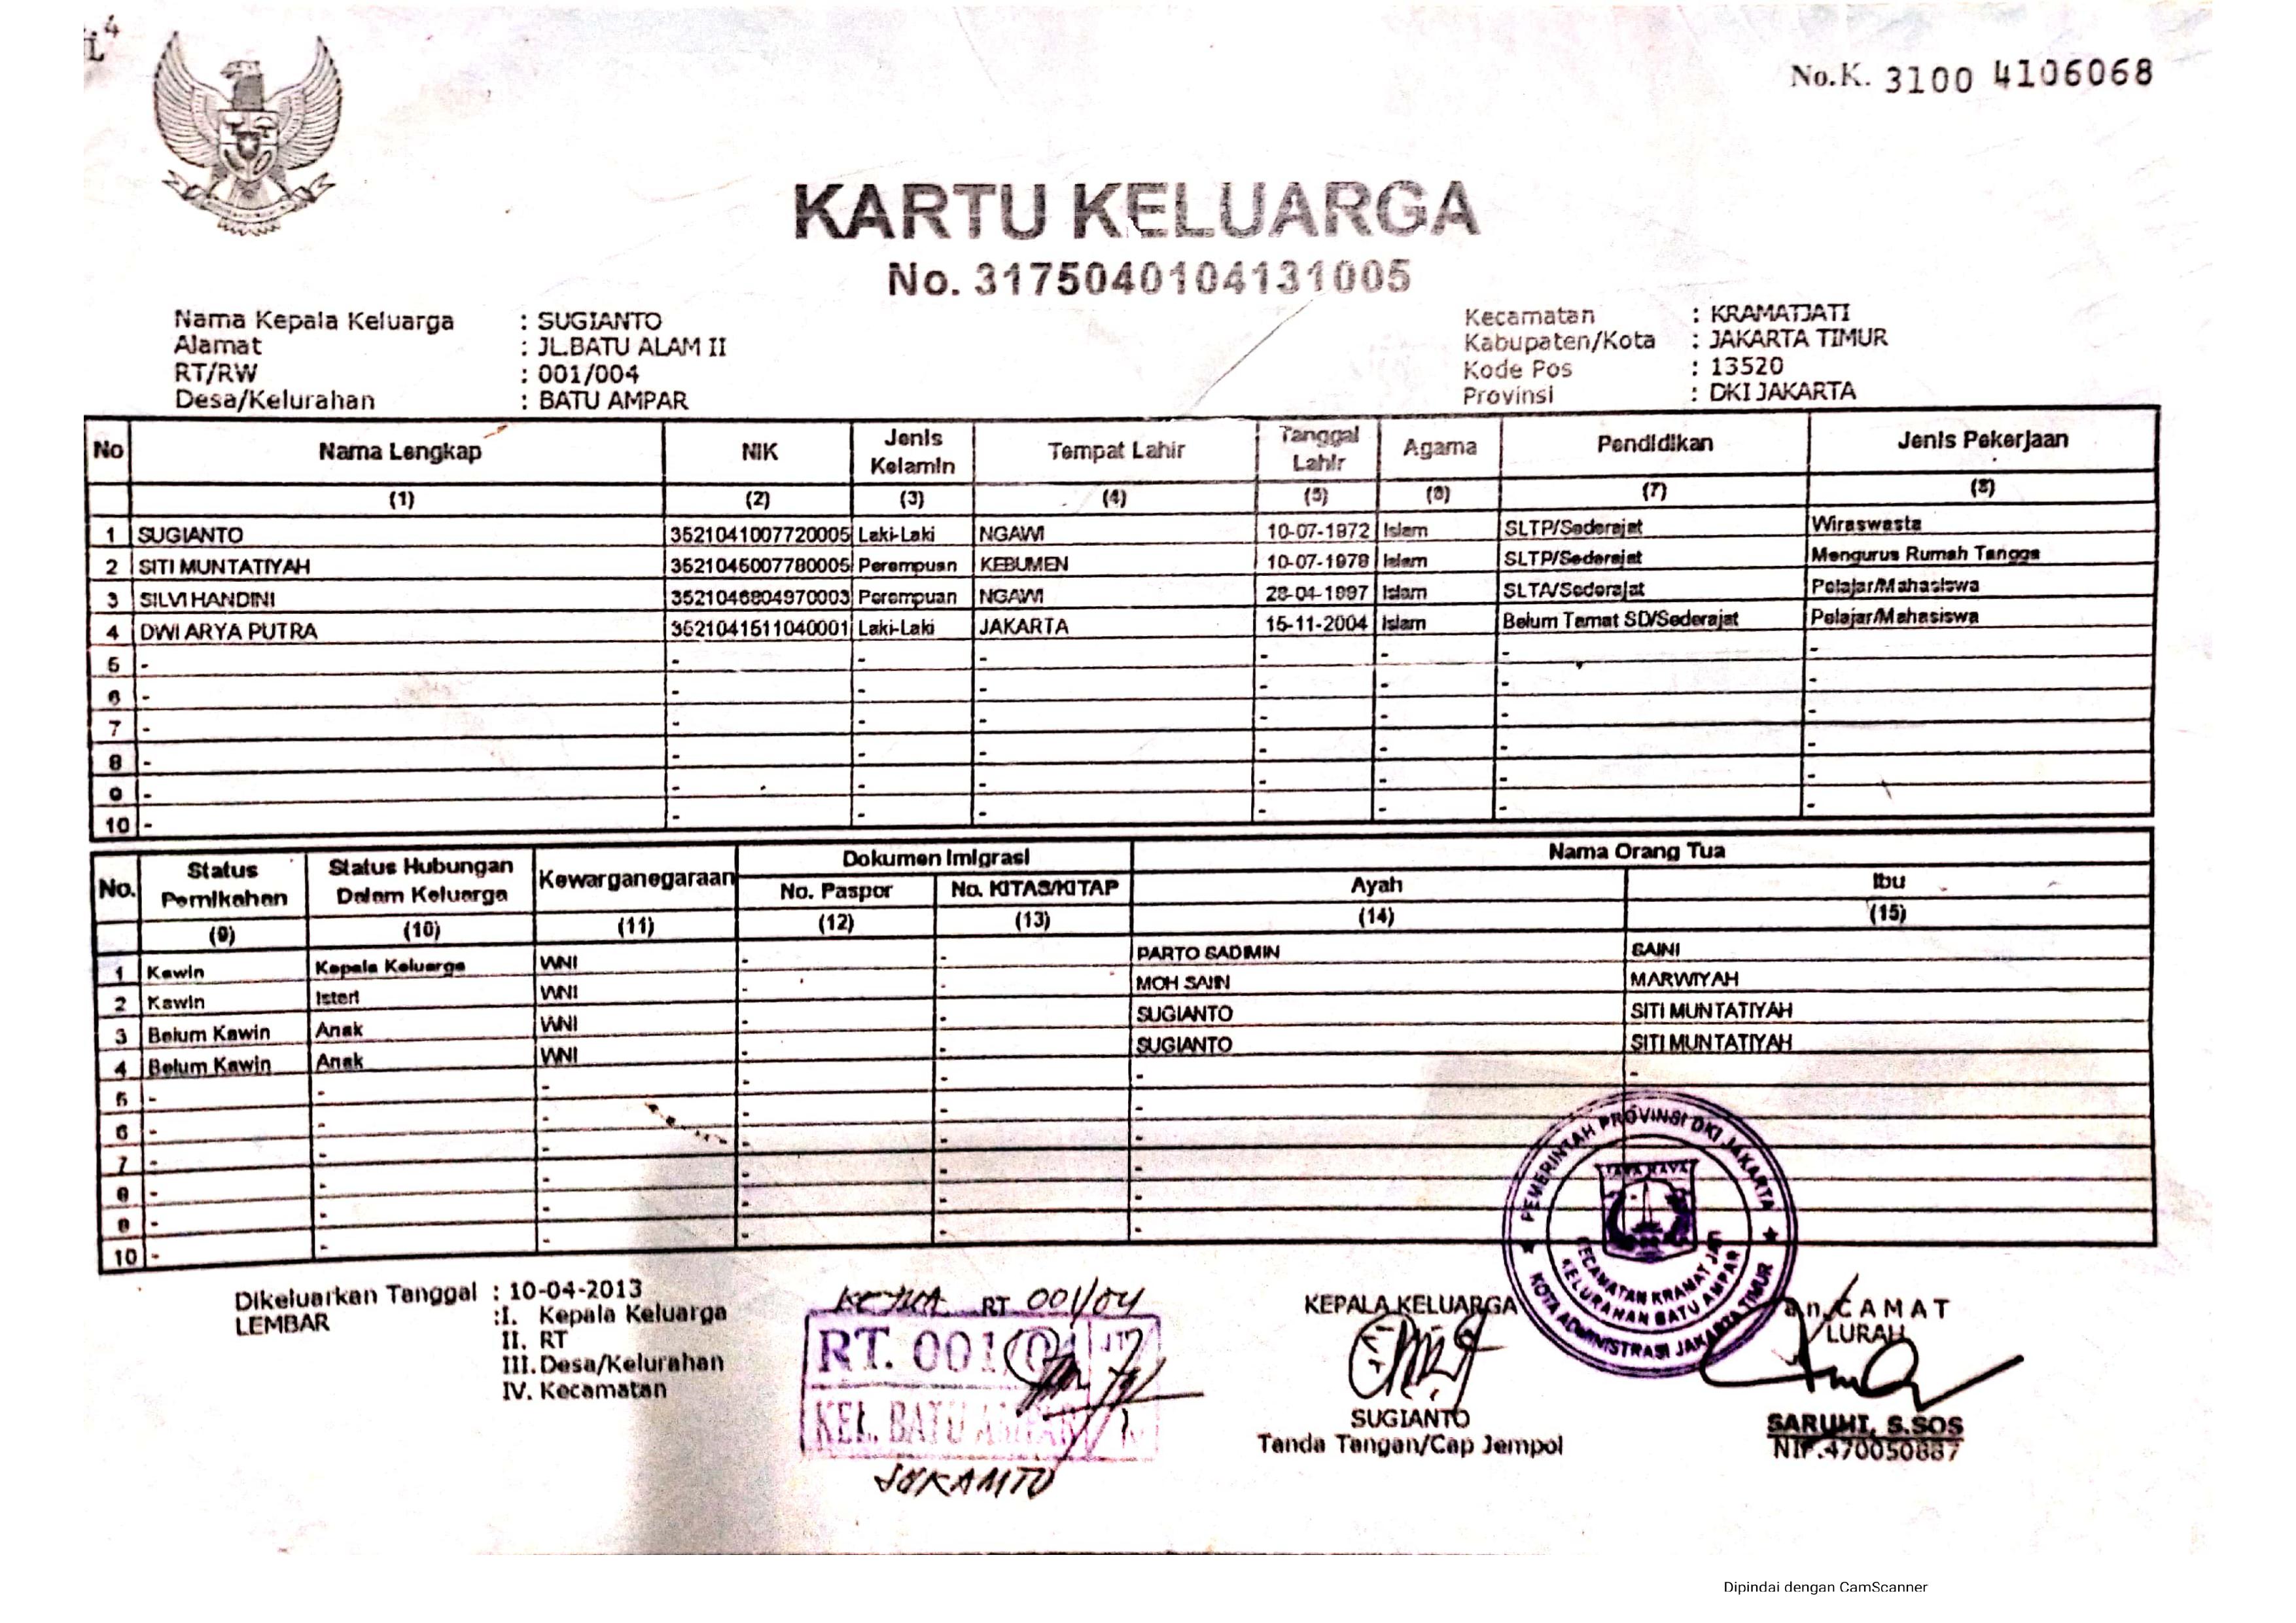 No.K. 3100 4106068
KARTU KELUARGA
No. 3175040104131005
Nama Kepala Keluarga : SUGIANTO
Alamat : JL.BATU ALAM II
RT/RW : 001/004
Desa/Kelurahan : BATU AMPAR
Kecamatan : KRAMATJATI
Kabupaten/Kota : JAKARTA TIMUR
Kode Pos : 13520
Provinsi : DKI JAKARTA
No Nama Lengkap NIK Jenis Kelamin Tempat Lahir Tanggal Lahir Agama Pendidikan Jenis Pekerjaan
(1) (2) (3) (4) (5) (6) (7) (8)
1 SUGIANTO 3521041007720005 Laki-Laki NGAWI 10-07-1972 Islam SLTP/Sederajat Wiraswasta
2 SITI MUNTATIYAH 3521045007780005 Perempuan KEBUMEN 10-07-1978 Islam SLTP/Sederajat Mengurus Rumah Tangga
3 SILVI HANDINI 3521046804970003 Perempuan NGAWI 28-04-1997 Islam SLTA/Sederajat Pelajar/Mahasiswa
4 DWI ARYA PUTRA 3521041511040001 Laki-Laki JAKARTA 15-11-2004 Islam Belum Tamat SD/Sederajat Pelajar/Mahasiswa
5 - - - - - - - -
6 - - - - - - - -
7 - - - - - - - -
8 - - - - - - - -
9 - - - - - - - -
10 - - - - - - - -
No. Status Pernikahan Status Hubungan Dalam Keluarga Kewarganegaraan Dokumen Imigrasi Nama Orang Tua
No. Paspor No. KITAS/KITAP Ayah Ibu
(9) (10) (11) (12) (13) (14) (15)
1 Kawin Kepala Keluarga WNI - - PARTO SADIMIN SAINI
2 Kawin Isteri WNI - - MOH SAIN MARWIYAH
3 Belum Kawin Anak WNI - - SUGIANTO SITI MUNTATIYAH
4 Belum Kawin Anak WNI - - SUGIANTO SITI MUNTATIYAH
5 - - - - - - -
6 - - - - -
7 - - - - -
8 - - - - -
9 - - - - -
10 - - - - - -
Dikeluarkan Tanggal : 10-04-2013
LEMBAR :I. Kepala Keluarga
II. RT
III. Desa/Kelurahan
IV. Kecamatan
KETUA RT 001/04
RT. 001
KEL. BATU AMPAR
SUKAMTO
KEPALA KELUARGA
SUGIANTO
Tanda Tangan/Cap Jempol
PEMERINTAH PROVINSI DKI JAKARTA
JAYA RAYA
KECAMATAN KRAMAT JATI
KELURAHAN BATU AMPAR
KOTA ADMINISTRASI JAKARTA TIMUR
an CAMAT
LURAH
SARUHI, S.SOS
NIP.470050887
Dipindai dengan CamScanner